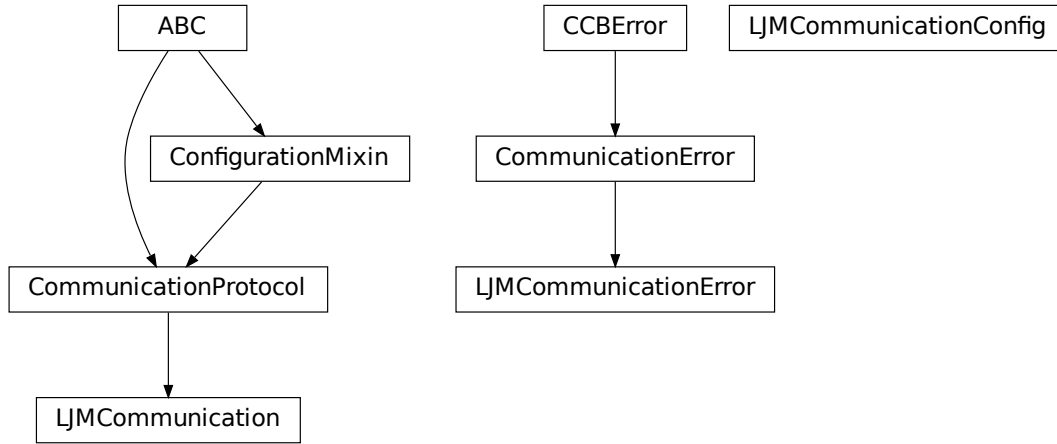 ABC
CCBError
LJMCommunicationConfig
ConfigurationMixin
CommunicationError
CommunicationProtocol
LJMCommunicationError
LJMCommunication